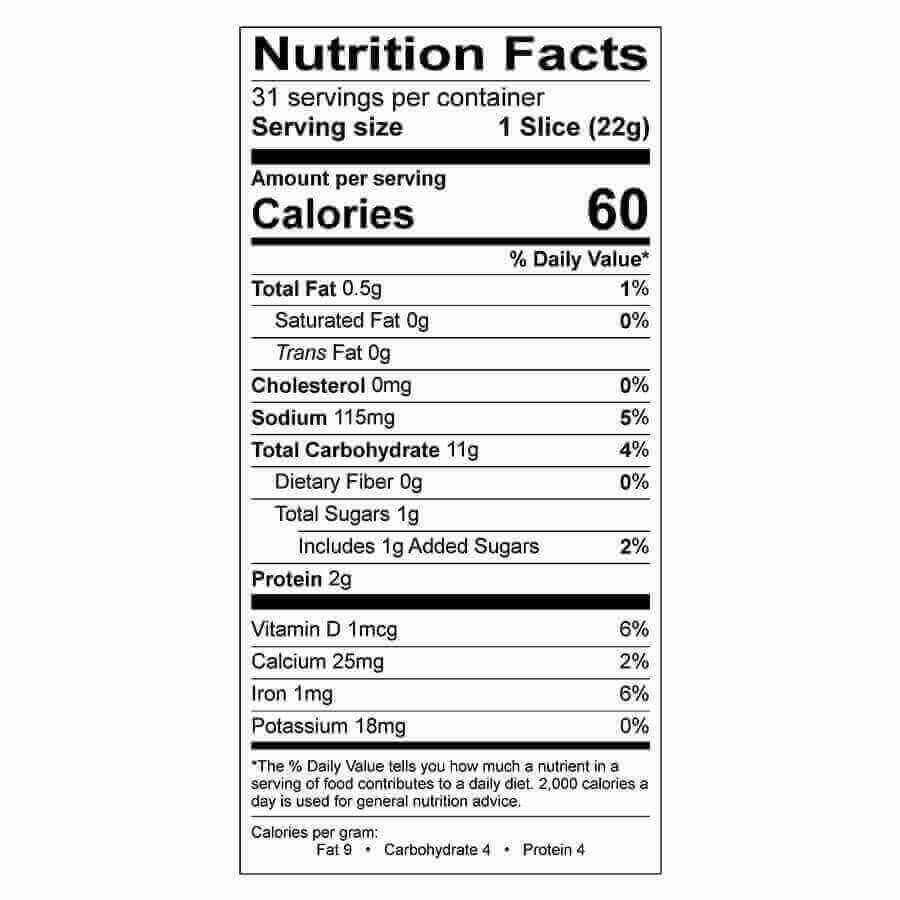 Nutrition Facts
31 servings per container
Serving size 1 Slice (22g)
Amount per serving
Calories 60
% Daily Value*
Total Fat 0.5g 1%
Saturated Fat 0g 0%
Trans Fat 0g
Cholesterol 0mg 0%
Sodium 115mg 5%
Total Carbohydrate 11g 4%
Dietary Fiber 0g 0%
Total Sugars 1g
Includes 1g Added Sugars 2%
Protein 2g
Vitamin D 1mcg 6%
Calcium 25mg 2%
Iron 1mg 6%
Potassium 18mg 0%
*The % Daily Value tells you how much a nutrient in a
serving of food contributes to a daily diet. 2,000 calories a
day is used for general nutrition advice.
Calories per gram:
Fat 9 • Carbohydrate 4 • Protein 4